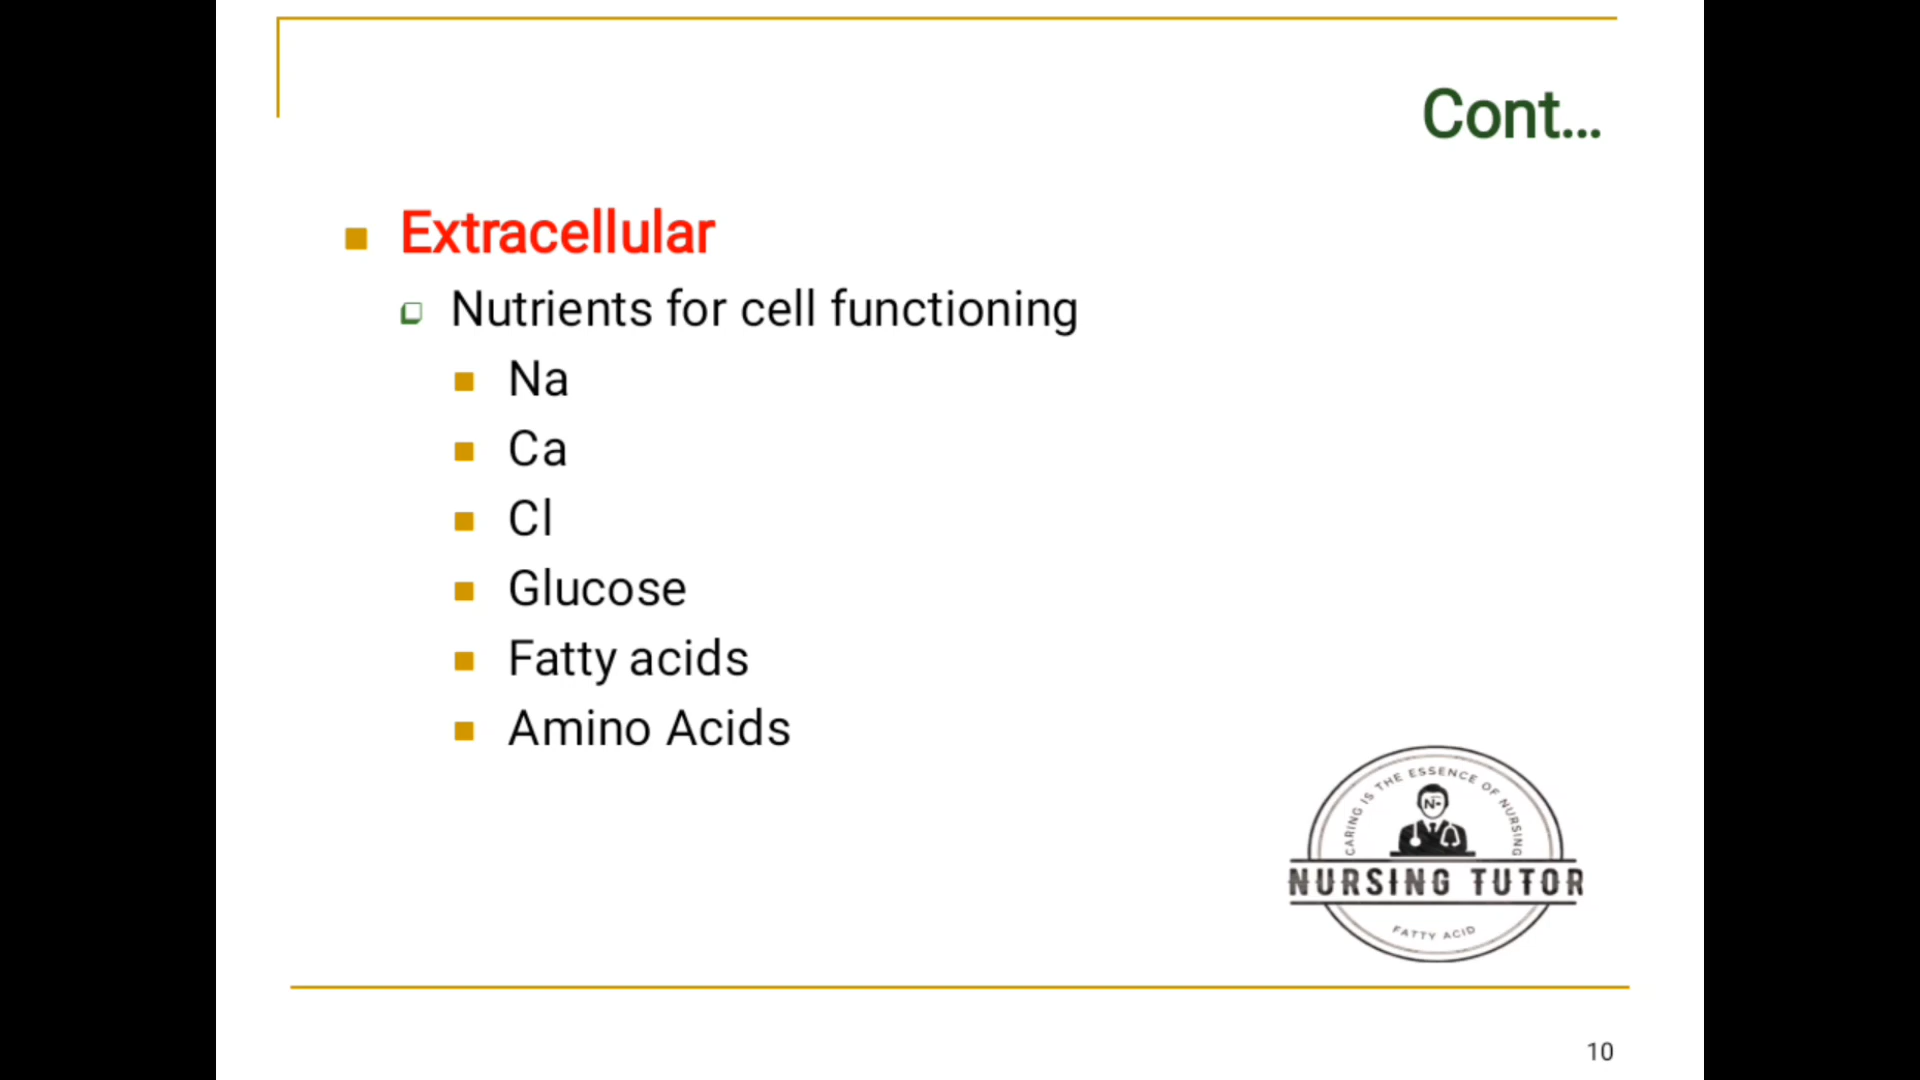 Cont...
Extracellular
Nutrients for cell functioning
Na
Ca
Cl
Glucose
Fatty acids
Amino Acids
CARING IS THE ESSENCE OF NURSING
N-
NURSING TUTOR
FATTY ACID
10